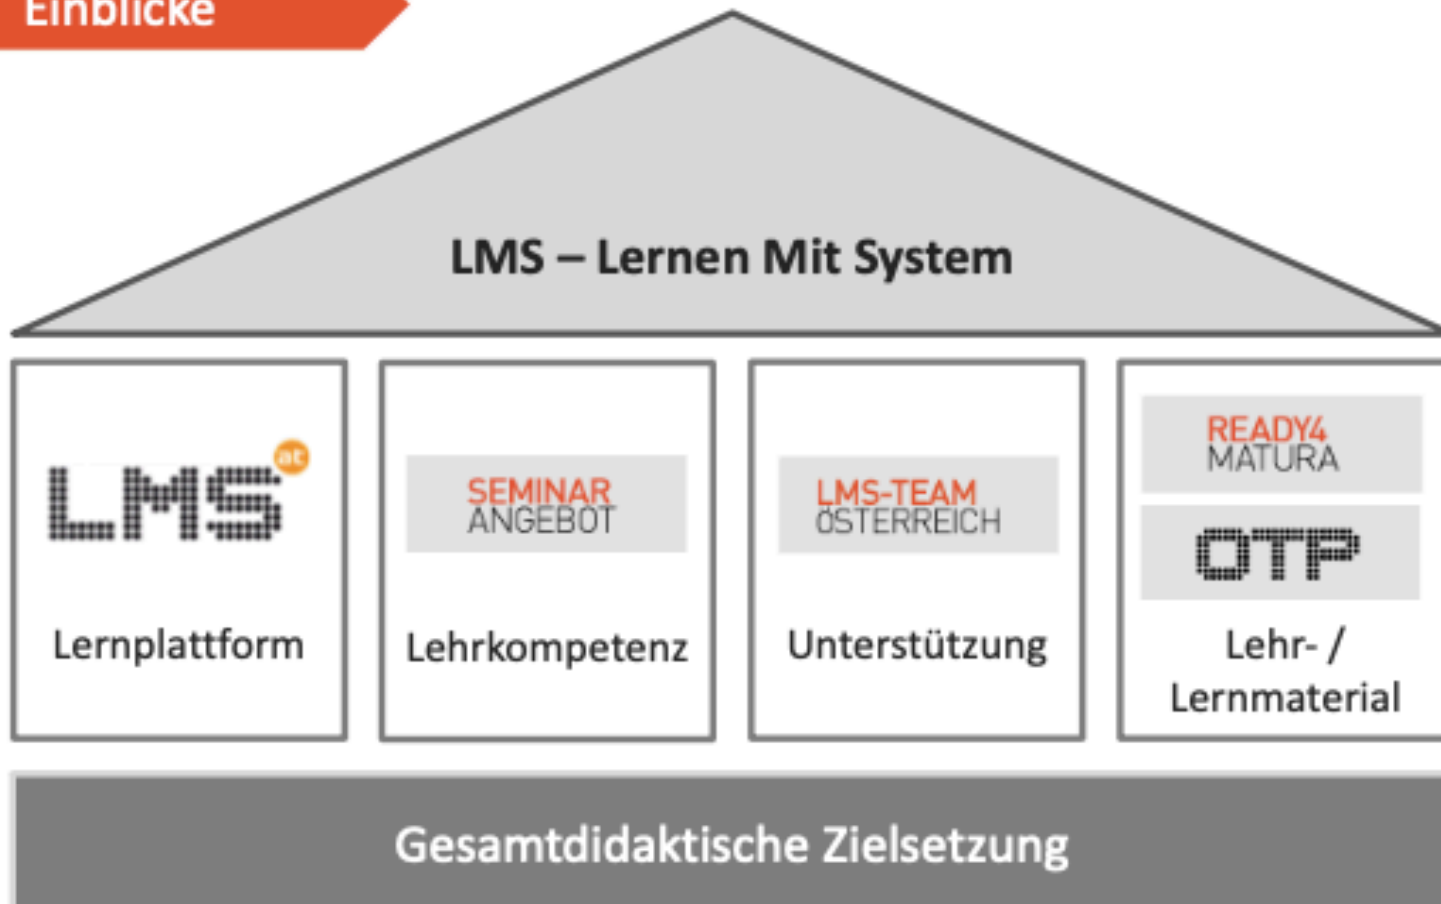 Einblicke
LMS – Lernen Mit System
LMS at
Lernplattform
SEMINAR
ANGEBOT
Lehrkompetenz
LMS-TEAM
ÖSTERREICH
Unterstützung
READY4
MATURA
OTP
Lehr- /
Lernmaterial
Gesamtdidaktische Zielsetzung